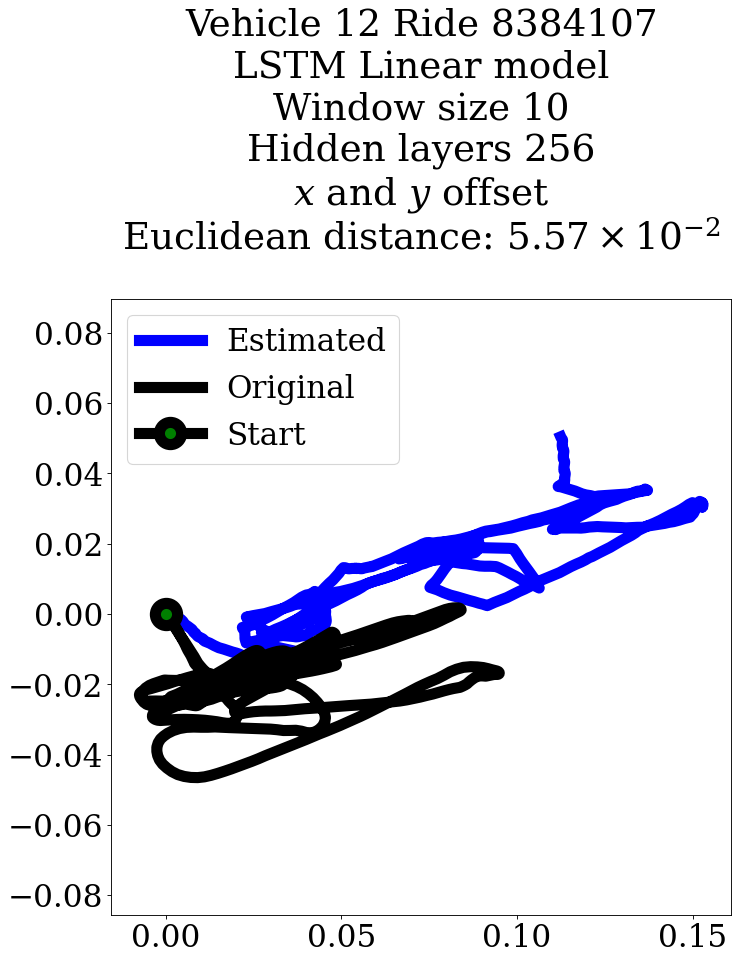 Vehicle 12 Ride 8384107
LSTM Linear model
Window size 10
Hidden layers 256
x and y offset
Euclidean distance: 5.57 × 10⁻²
Estimated
Original
Start
0.08
0.06
0.04
0.02
0.00
−0.02
−0.04
−0.06
−0.08
0.00 0.05 0.10 0.15